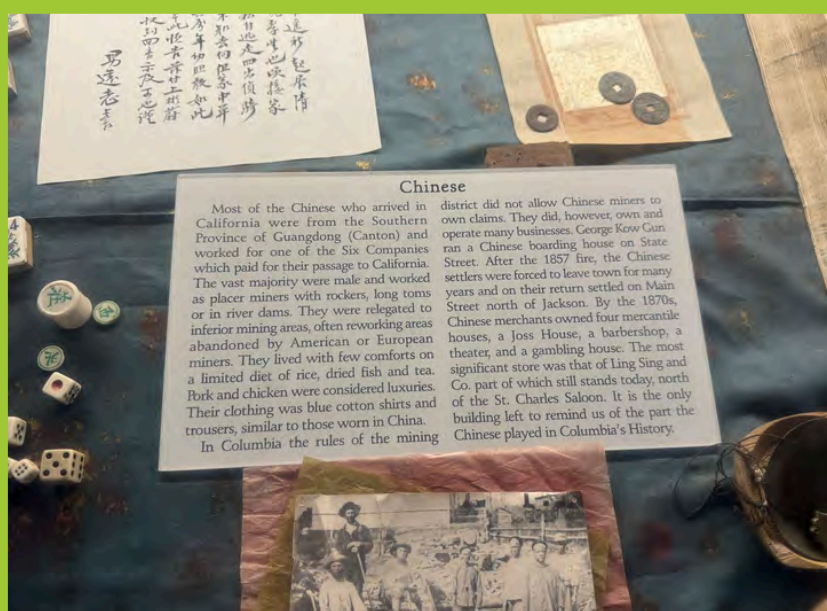 Chinese
Most of the Chinese who arrived in
California were from the Southern
Province of Guangdong (Canton) and
worked for one of the Six Companies
which paid for their passage to California.
The vast majority were male and worked
as placer miners with rockers, long toms
or in river dams. They were relegated to
inferior mining areas, often reworking areas
abandoned by American or European
miners. They lived with few comforts on
a limited diet of rice, dried fish and tea.
Pork and chicken were considered luxuries.
Their clothing was blue cotton shirts and
trousers, similar to those worn in China.
In Columbia the rules of the mining
district did not allow Chinese miners to
own claims. They did, however, own and
operate many businesses. George Kow Gun
ran a Chinese boarding house on State
Street. After the 1857 fire, the Chinese
settlers were forced to leave town for many
years and on their return settled on Main
Street north of Jackson. By the 1870s,
Chinese merchants owned four mercantile
houses, a Joss House, a barbershop, a
theater, and a gambling house. The most
significant store was that of Ling Sing and
Co. part of which still stands today, north
of the St. Charles Saloon. It is the only
building left to remind us of the part the
Chinese played in Columbia's History.